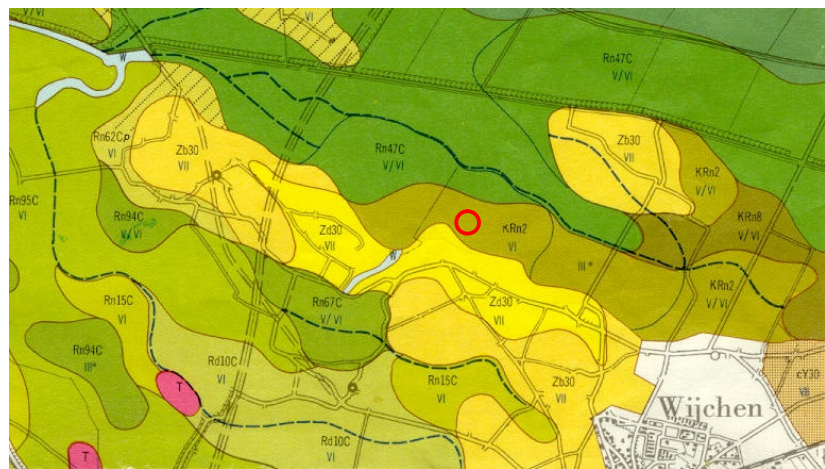 VI
W
Rn47C
V/VI
Rn62Cp
VI
Zb30
VII
Rn47C
V/VI
Zb30
VII
KRn2
V/VI
Rn95C
VI
Rn94C
V/VI
Zd30
VII
KRn2
VI
KRn8
V/VI
W
III*
KRn2
V/VI
Rn15C
VI
Rn67C
V/VI
Zd30
VII
Rn94C
III*
Rd10C
VI
T
Rn15C
VI
Zb30
VII
cY30
VII
Wijchen
Rd10C
VI
T